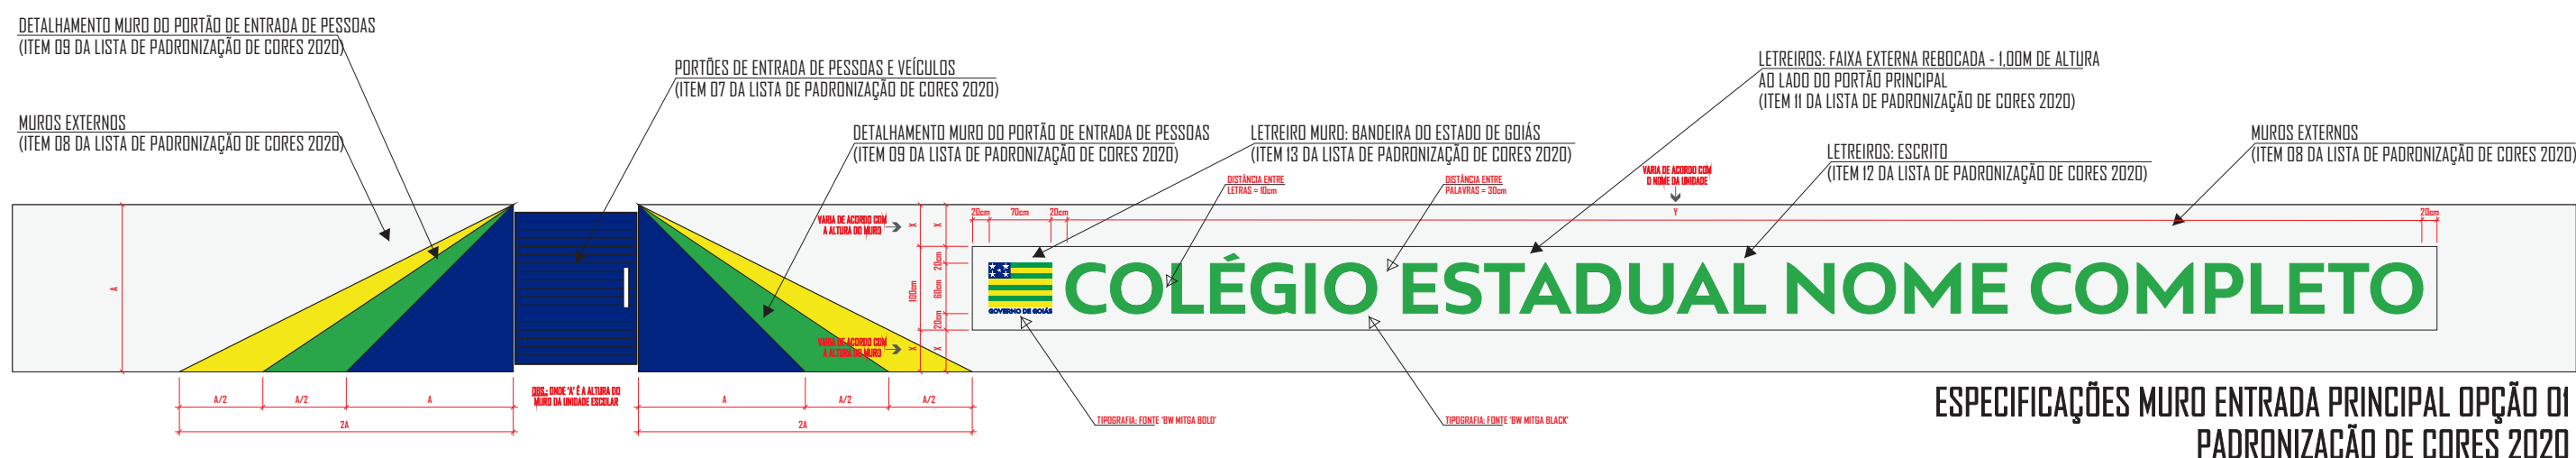 DETALHAMENTO MURO DO PORTÃO DE ENTRADA DE PESSOAS
(ITEM 09 DA LISTA DE PADRONIZAÇÃO DE CORES 2020)
MUROS EXTERNOS
(ITEM 08 DA LISTA DE PADRONIZAÇÃO DE CORES 2020)
PORTÕES DE ENTRADA DE PESSOAS E VEÍCULOS
(ITEM 07 DA LISTA DE PADRONIZAÇÃO DE CORES 2020)
DETALHAMENTO MURO DO PORTÃO DE ENTRADA DE PESSOAS
(ITEM 09 DA LISTA DE PADRONIZAÇÃO DE CORES 2020)
LETREIRO MURO: BANDEIRA DO ESTADO DE GOIÁS
(ITEM 13 DA LISTA DE PADRONIZAÇÃO DE CORES 2020)
LETREIROS: FAIXA EXTERNA REBOCADA - 1,00M DE ALTURA
AO LADO DO PORTÃO PRINCIPAL
(ITEM 11 DA LISTA DE PADRONIZAÇÃO DE CORES 2020)
LETREIROS: ESCRITO
(ITEM 12 DA LISTA DE PADRONIZAÇÃO DE CORES 2020)
MUROS EXTERNOS
(ITEM 08 DA LISTA DE PADRONIZAÇÃO DE CORES 2020)
DISTÂNCIA ENTRE
LETRAS = 10cm
DISTÂNCIA ENTRE
PALAVRAS = 30cm
VARIA DE ACORDO COM
O NOME DA UNIDADE
VARIA DE ACORDO COM
A ALTURA DO MURO
X
X
20cm
70cm
20cm
Y
20cm
A
20cm
100cm
60cm
20cm
GOVERNO DE GOIÁS
COLÉGIO ESTADUAL NOME COMPLETO
VARIA DE ACORDO COM
A ALTURA DO MURO
X
X
A/2
A/2
A
2A
OBS.: ONDE 'A' É A ALTURA DO
MURO DA UNIDADE ESCOLAR
A
A/2
A/2
2A
TIPOGRAFIA: FONTE 'BW MITGA BOLD'
TIPOGRAFIA: FONTE 'BW MITGA BLACK'
ESPECIFICAÇÕES MURO ENTRADA PRINCIPAL OPÇÃO 01
PADRONIZAÇÃO DE CORES 2020